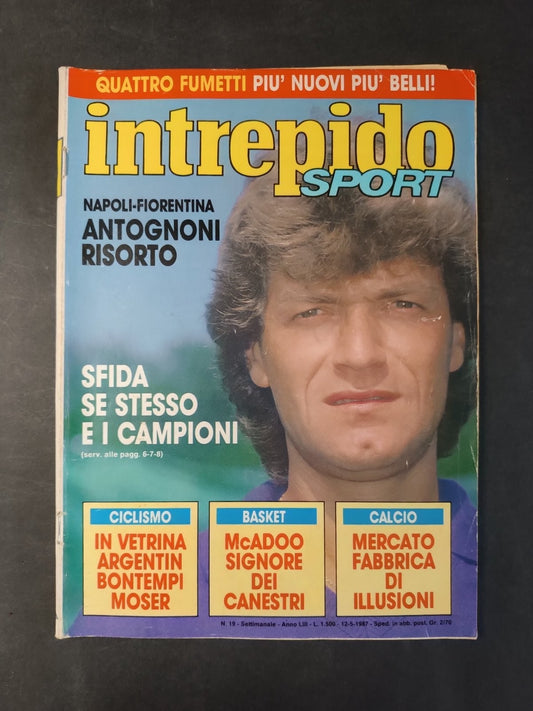 QUATTRO FUMETTI PIU' NUOVI PIU' BELLI!
intrepido
SPORT
NAPOLI-FIORENTINA
ANTOGNONI
RISORTO
SFIDA
SE STESSO
E I CAMPIONI
(serv. alle pagg. 6-7-8)
CICLISMO
IN VETRINA
ARGENTIN
BONTEMPI
MOSER
BASKET
McADOO
SIGNORE
DEI
CANESTRI
CALCIO
MERCATO
FABBRICA
DI
ILLUSIONI
N. 19 - Settimanale - Anno LIII - L. 1.500 - 12-5-1987 - Sped. in abb. post. Gr. 2/70